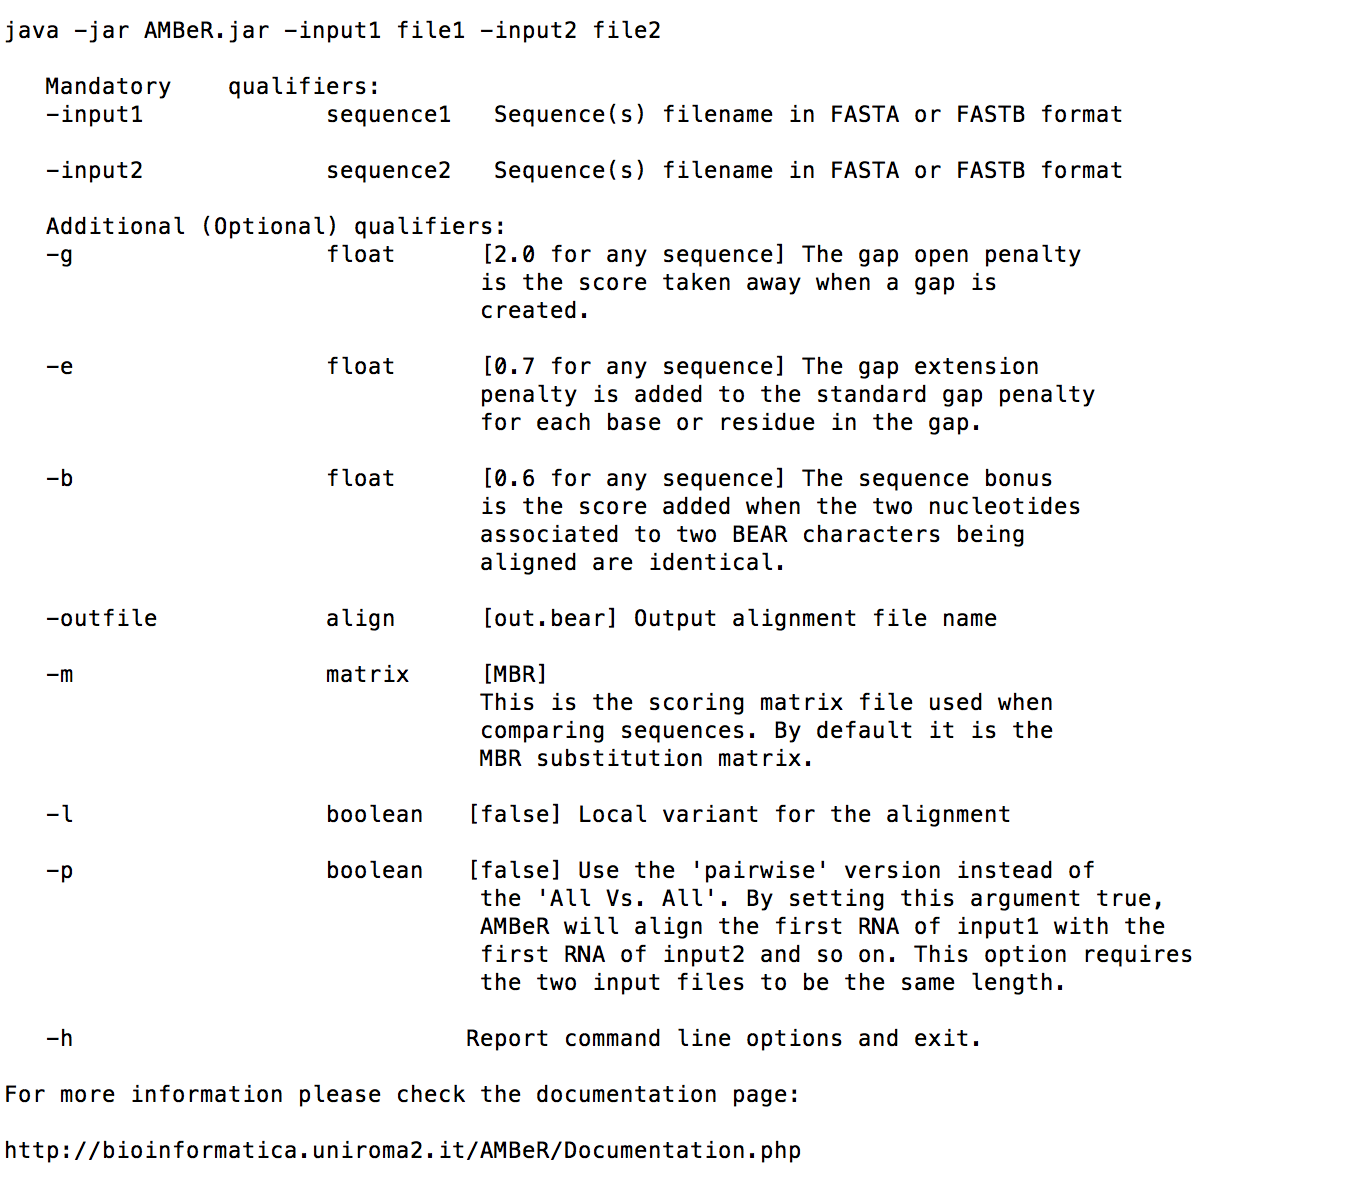 java -jar AMBeR.jar -input1 file1 -input2 file2
Mandatory qualifiers:
-input1 sequence1 Sequence(s) filename in FASTA or FASTB format
-input2 sequence2 Sequence(s) filename in FASTA or FASTB format
Additional (Optional) qualifiers:
-g float [2.0 for any sequence] The gap open penalty
is the score taken away when a gap is
created.
-e float [0.7 for any sequence] The gap extension
penalty is added to the standard gap penalty
for each base or residue in the gap.
-b float [0.6 for any sequence] The sequence bonus
is the score added when the two nucleotides
associated to two BEAR characters being
aligned are identical.
-outfile align [out.bear] Output alignment file name
-m matrix [MBR]
This is the scoring matrix file used when
comparing sequences. By default it is the
MBR substitution matrix.
-l boolean [false] Local variant for the alignment
-p boolean [false] Use the 'pairwise' version instead of
the 'All Vs. All'. By setting this argument true,
AMBeR will align the first RNA of input1 with the
first RNA of input2 and so on. This option requires
the two input files to be the same length.
-h Report command line options and exit.
For more information please check the documentation page:
http://bioinformatica.uniroma2.it/AMBeR/Documentation.php